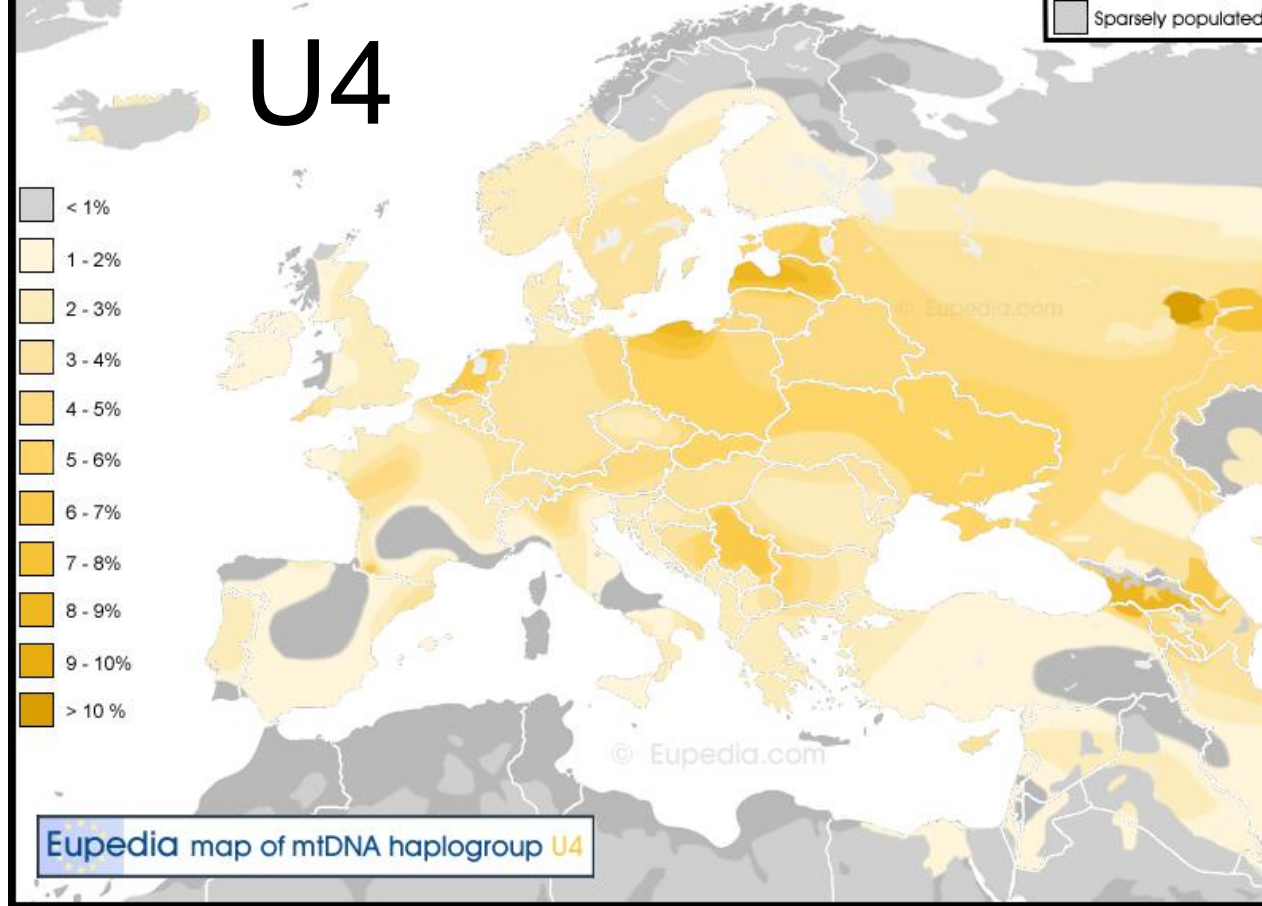 Sparsely populated
U4
< 1%
1 - 2%
2 - 3%
3 - 4%
4 - 5%
5 - 6%
6 - 7%
7 - 8%
8 - 9%
9 - 10%
> 10 %
© Eupedia.com
© Eupedia.com
Eupedia map of mtDNA haplogroup U4